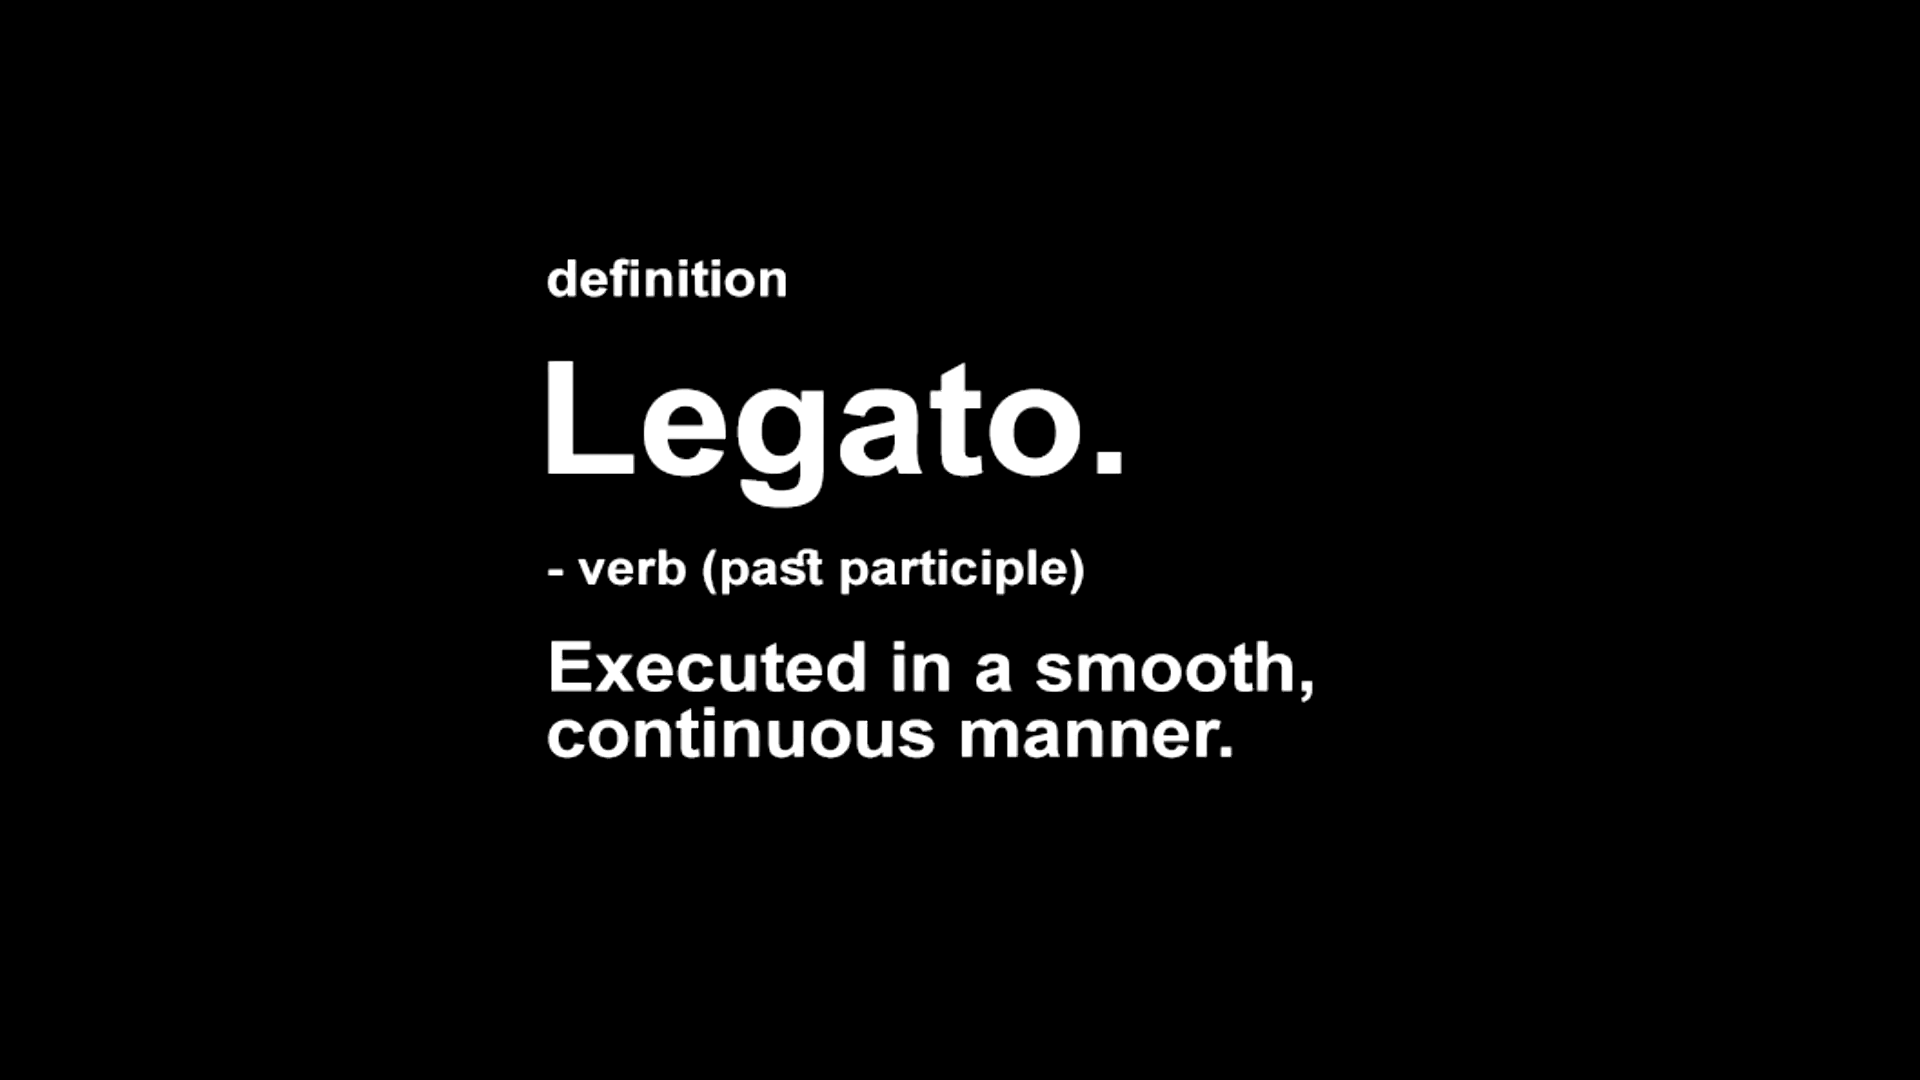 definition
Legato.
- verb (past participle)
Executed in a smooth,
continuous manner.